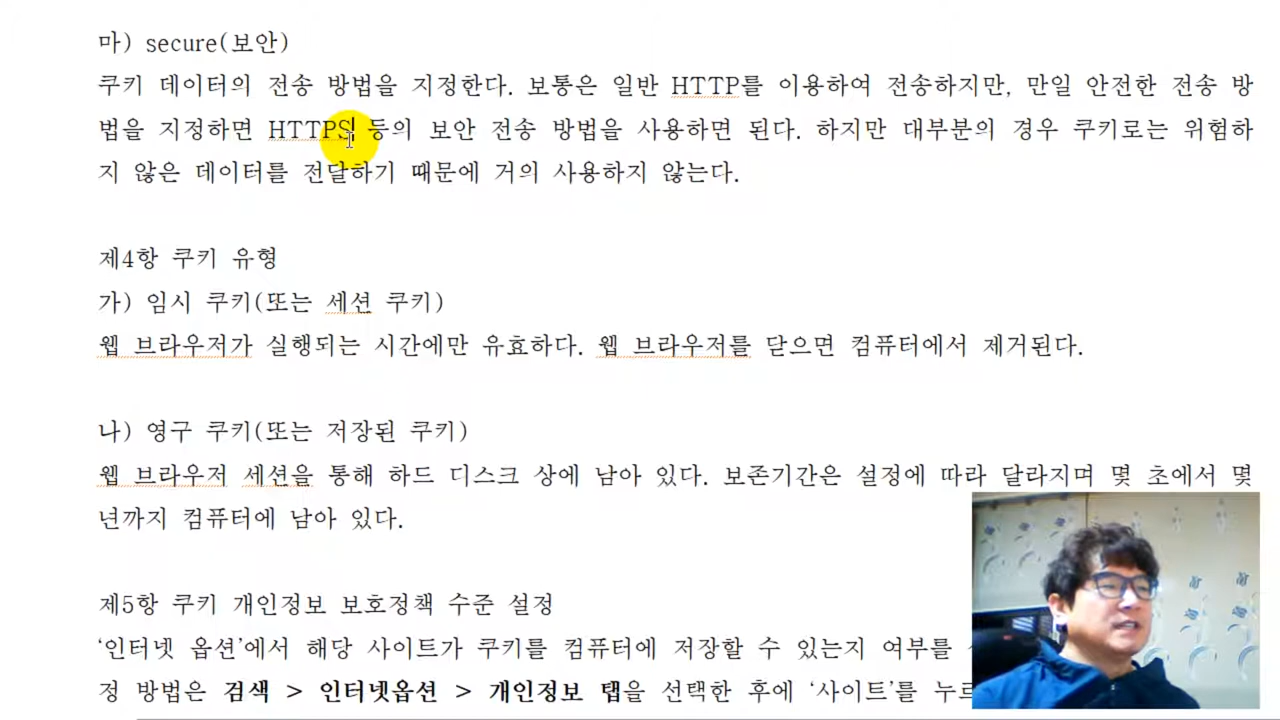 마) secure(보안)
쿠키 데이터의 전송 방법을 지정한다. 보통은 일반 HTTP를 이용하여 전송하지만, 만일 안전한 전송 방
법을 지정하면 HTTPS 등의 보안 전송 방법을 사용하면 된다. 하지만 대부분의 경우 쿠키로는 위험하
지 않은 데이터를 전달하기 때문에 거의 사용하지 않는다.
제4항 쿠키 유형
가) 임시 쿠키(또는 세션 쿠키)
웹 브라우저가 실행되는 시간에만 유효하다. 웹 브라우저를 닫으면 컴퓨터에서 제거된다.
나) 영구 쿠키(또는 저장된 쿠키)
웹 브라우저 세션을 통해 하드 디스크 상에 남아 있다. 보존기간은 설정에 따라 달라지며 몇 초에서 몇
년까지 컴퓨터에 남아 있다.
제5항 쿠키 개인정보 보호정책 수준 설정
‘인터넷 옵션’에서 해당 사이트가 쿠키를 컴퓨터에 저장할 수 있는지 여부를
정 방법은 검색 > 인터넷옵션 > 개인정보 탭을 선택한 후에 ‘사이트’를